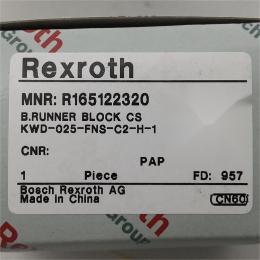 Rexroth
MNR: R165122320
B.RUNNER BLOCK CS
KWD-025-FNS-C2-H-1
CNR:
PAP
1 Piece FD: 957
Bosch Rexroth AG
Made in China CN60